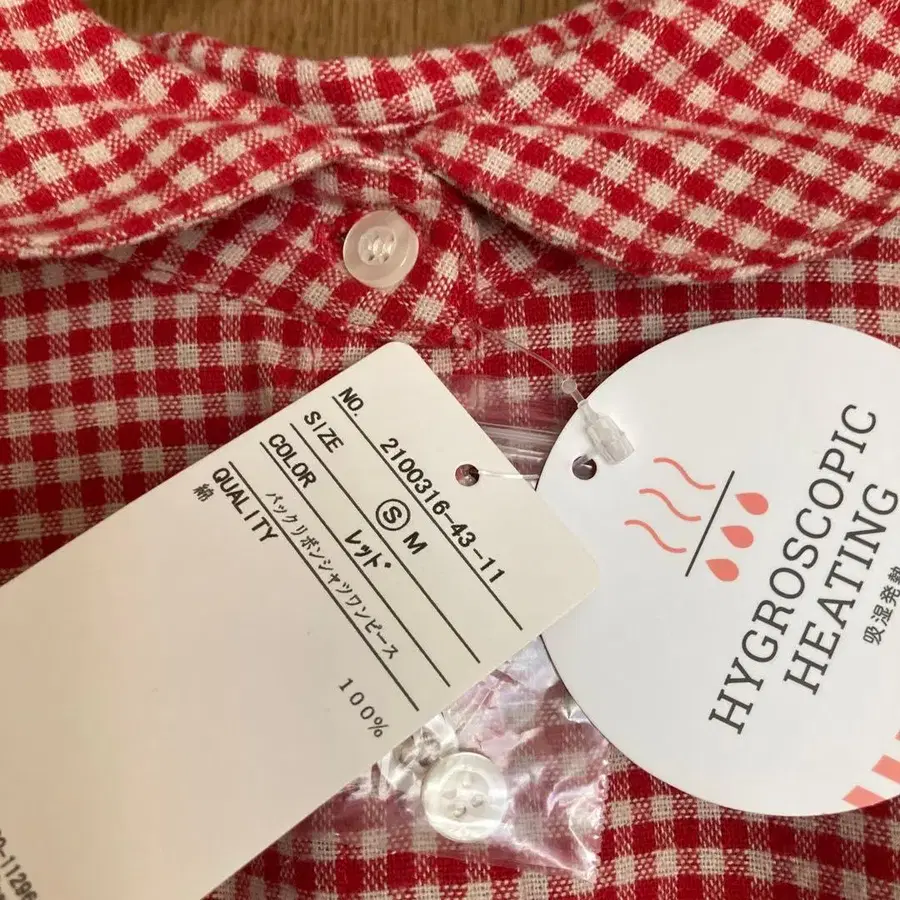 NO. 2100316-43-11
SIZE Ⓢ M
COLOR レッド
バックリボンシャツワンピース
QUALITY
綿 100%
HYGROSCOPIC
HEATING
吸湿発熱